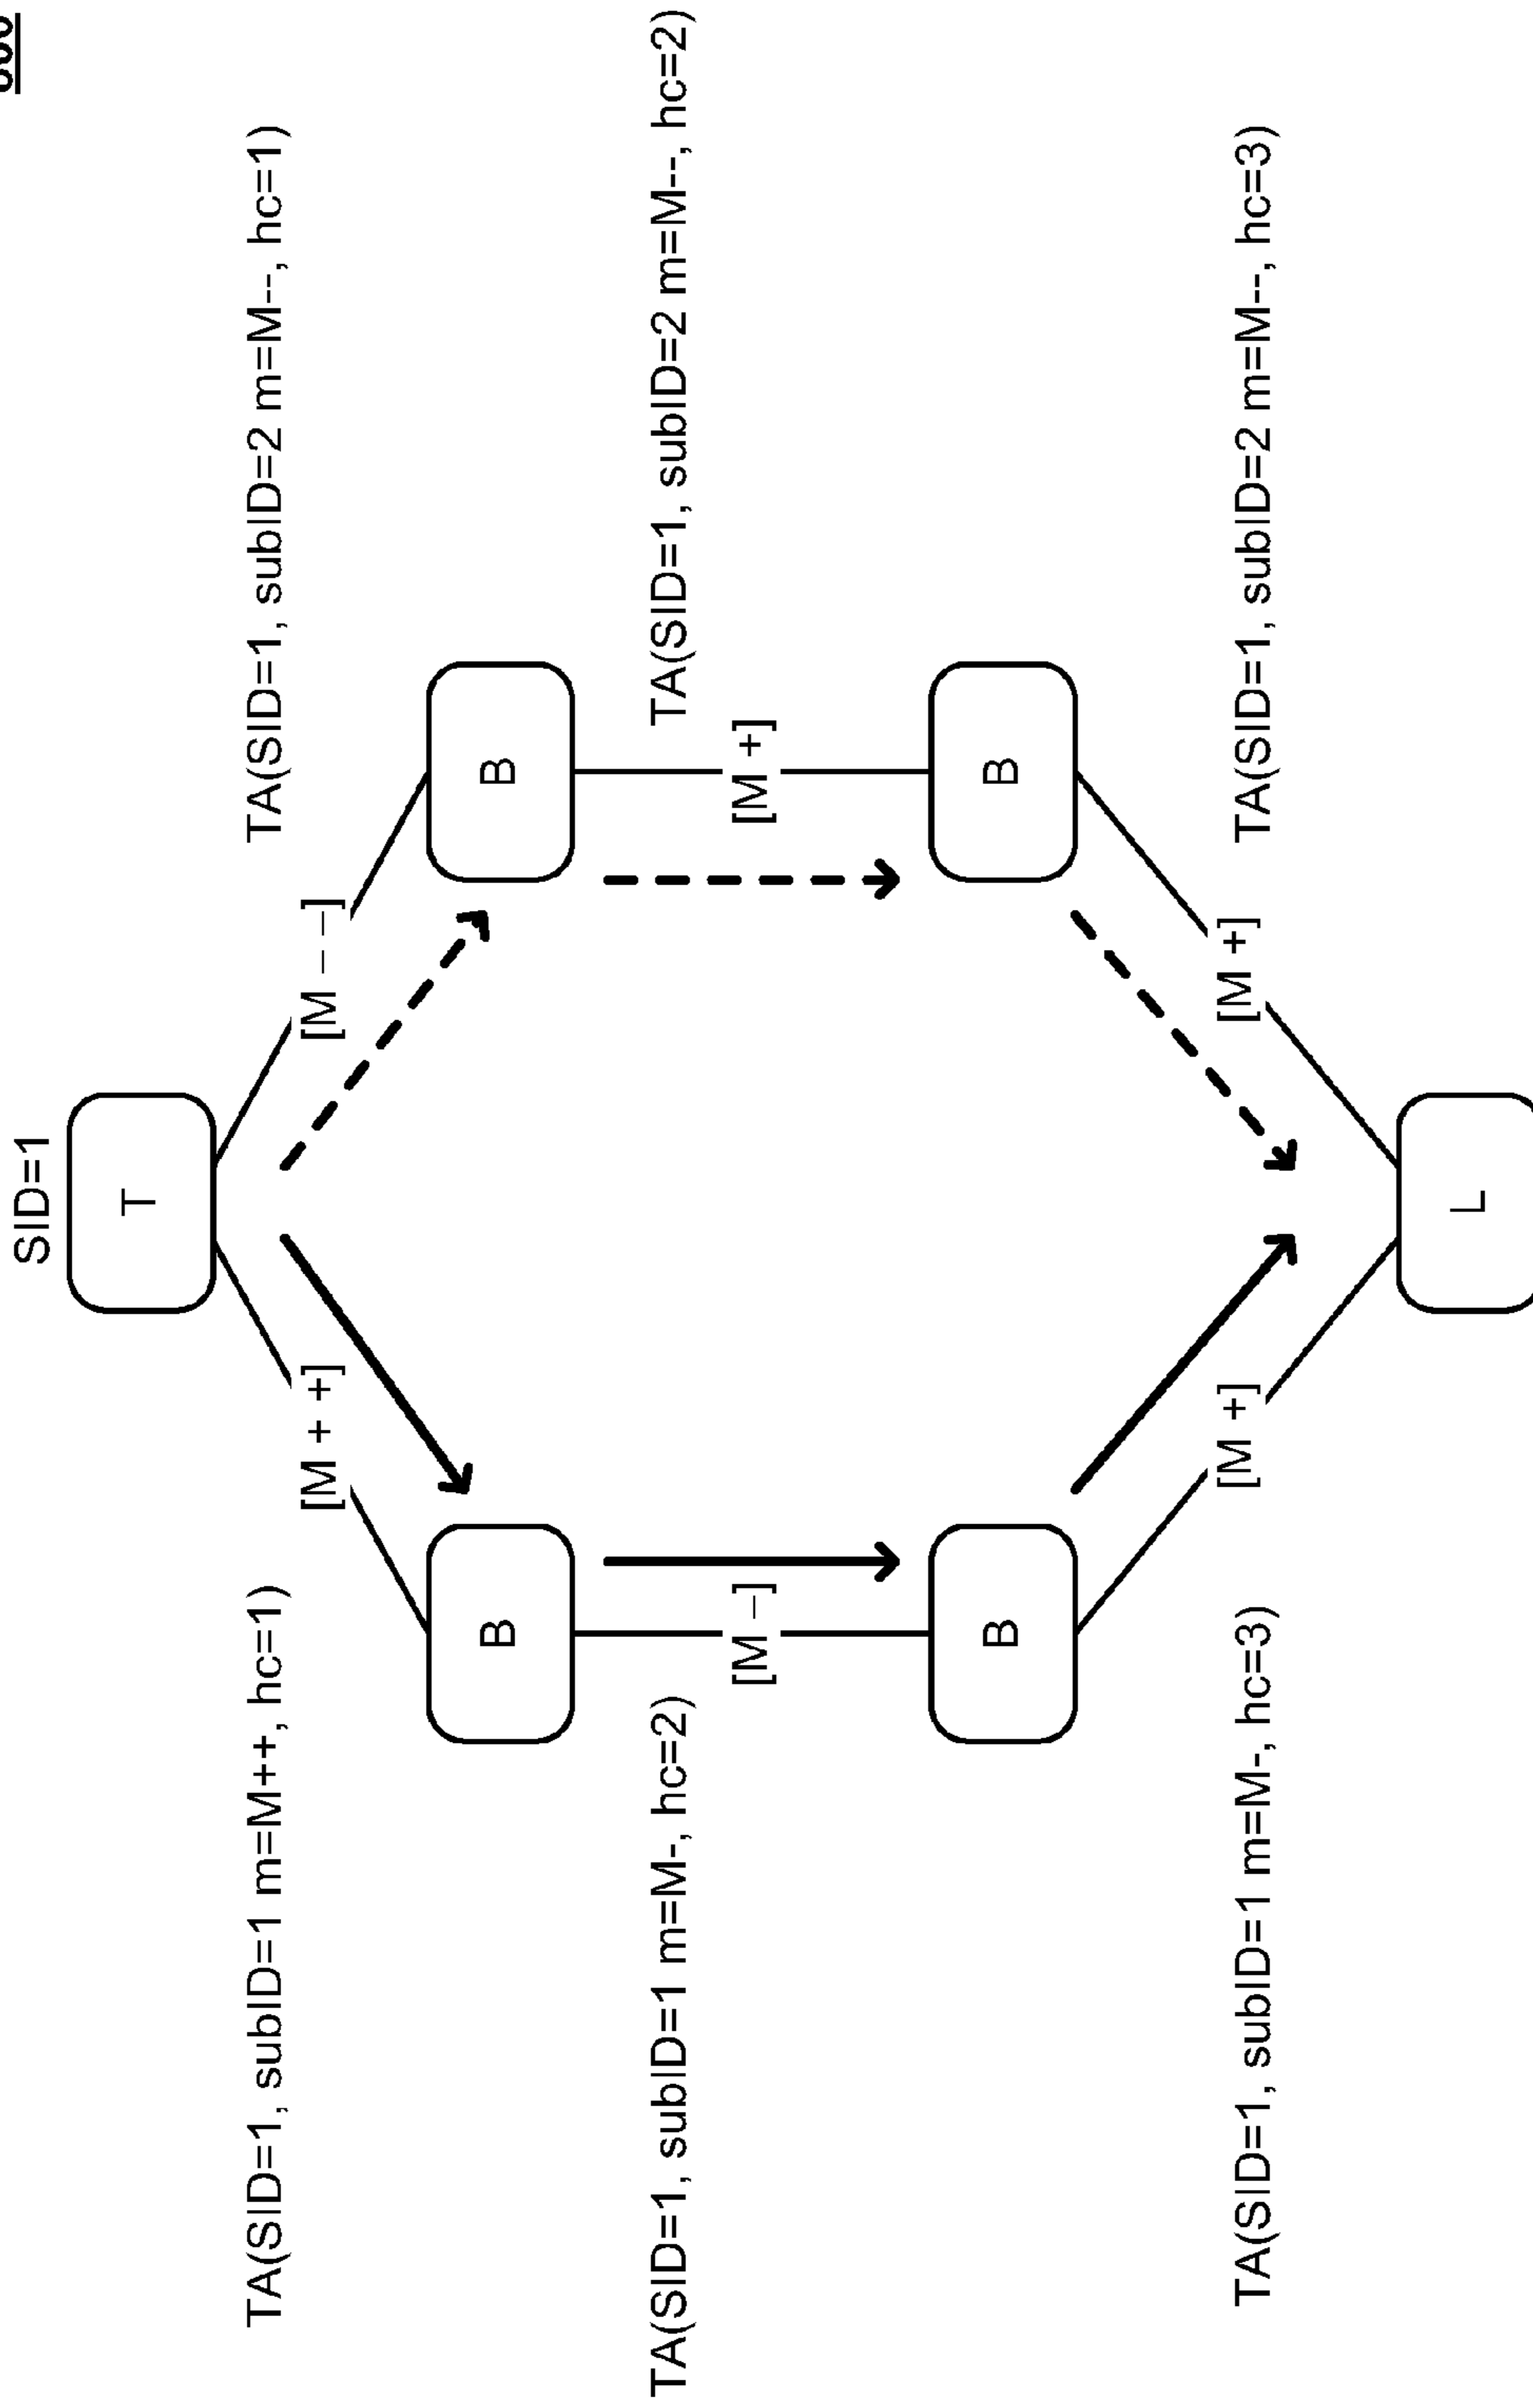 SID=1
T
TA(SID=1, subID=1 m=M++, hc=1)
TA(SID=1, subID=2 m=M--, hc=1)
[M + +]
[M – –]
B
B
TA(SID=1, subID=1 m=M-, hc=2)
TA(SID=1, subID=2 m=M--, hc=2)
[M –]
[M +]
B
B
TA(SID=1, subID=1 m=M-, hc=3)
[M +]
[M +]
TA(SID=1, subID=2 m=M--, hc=3)
L